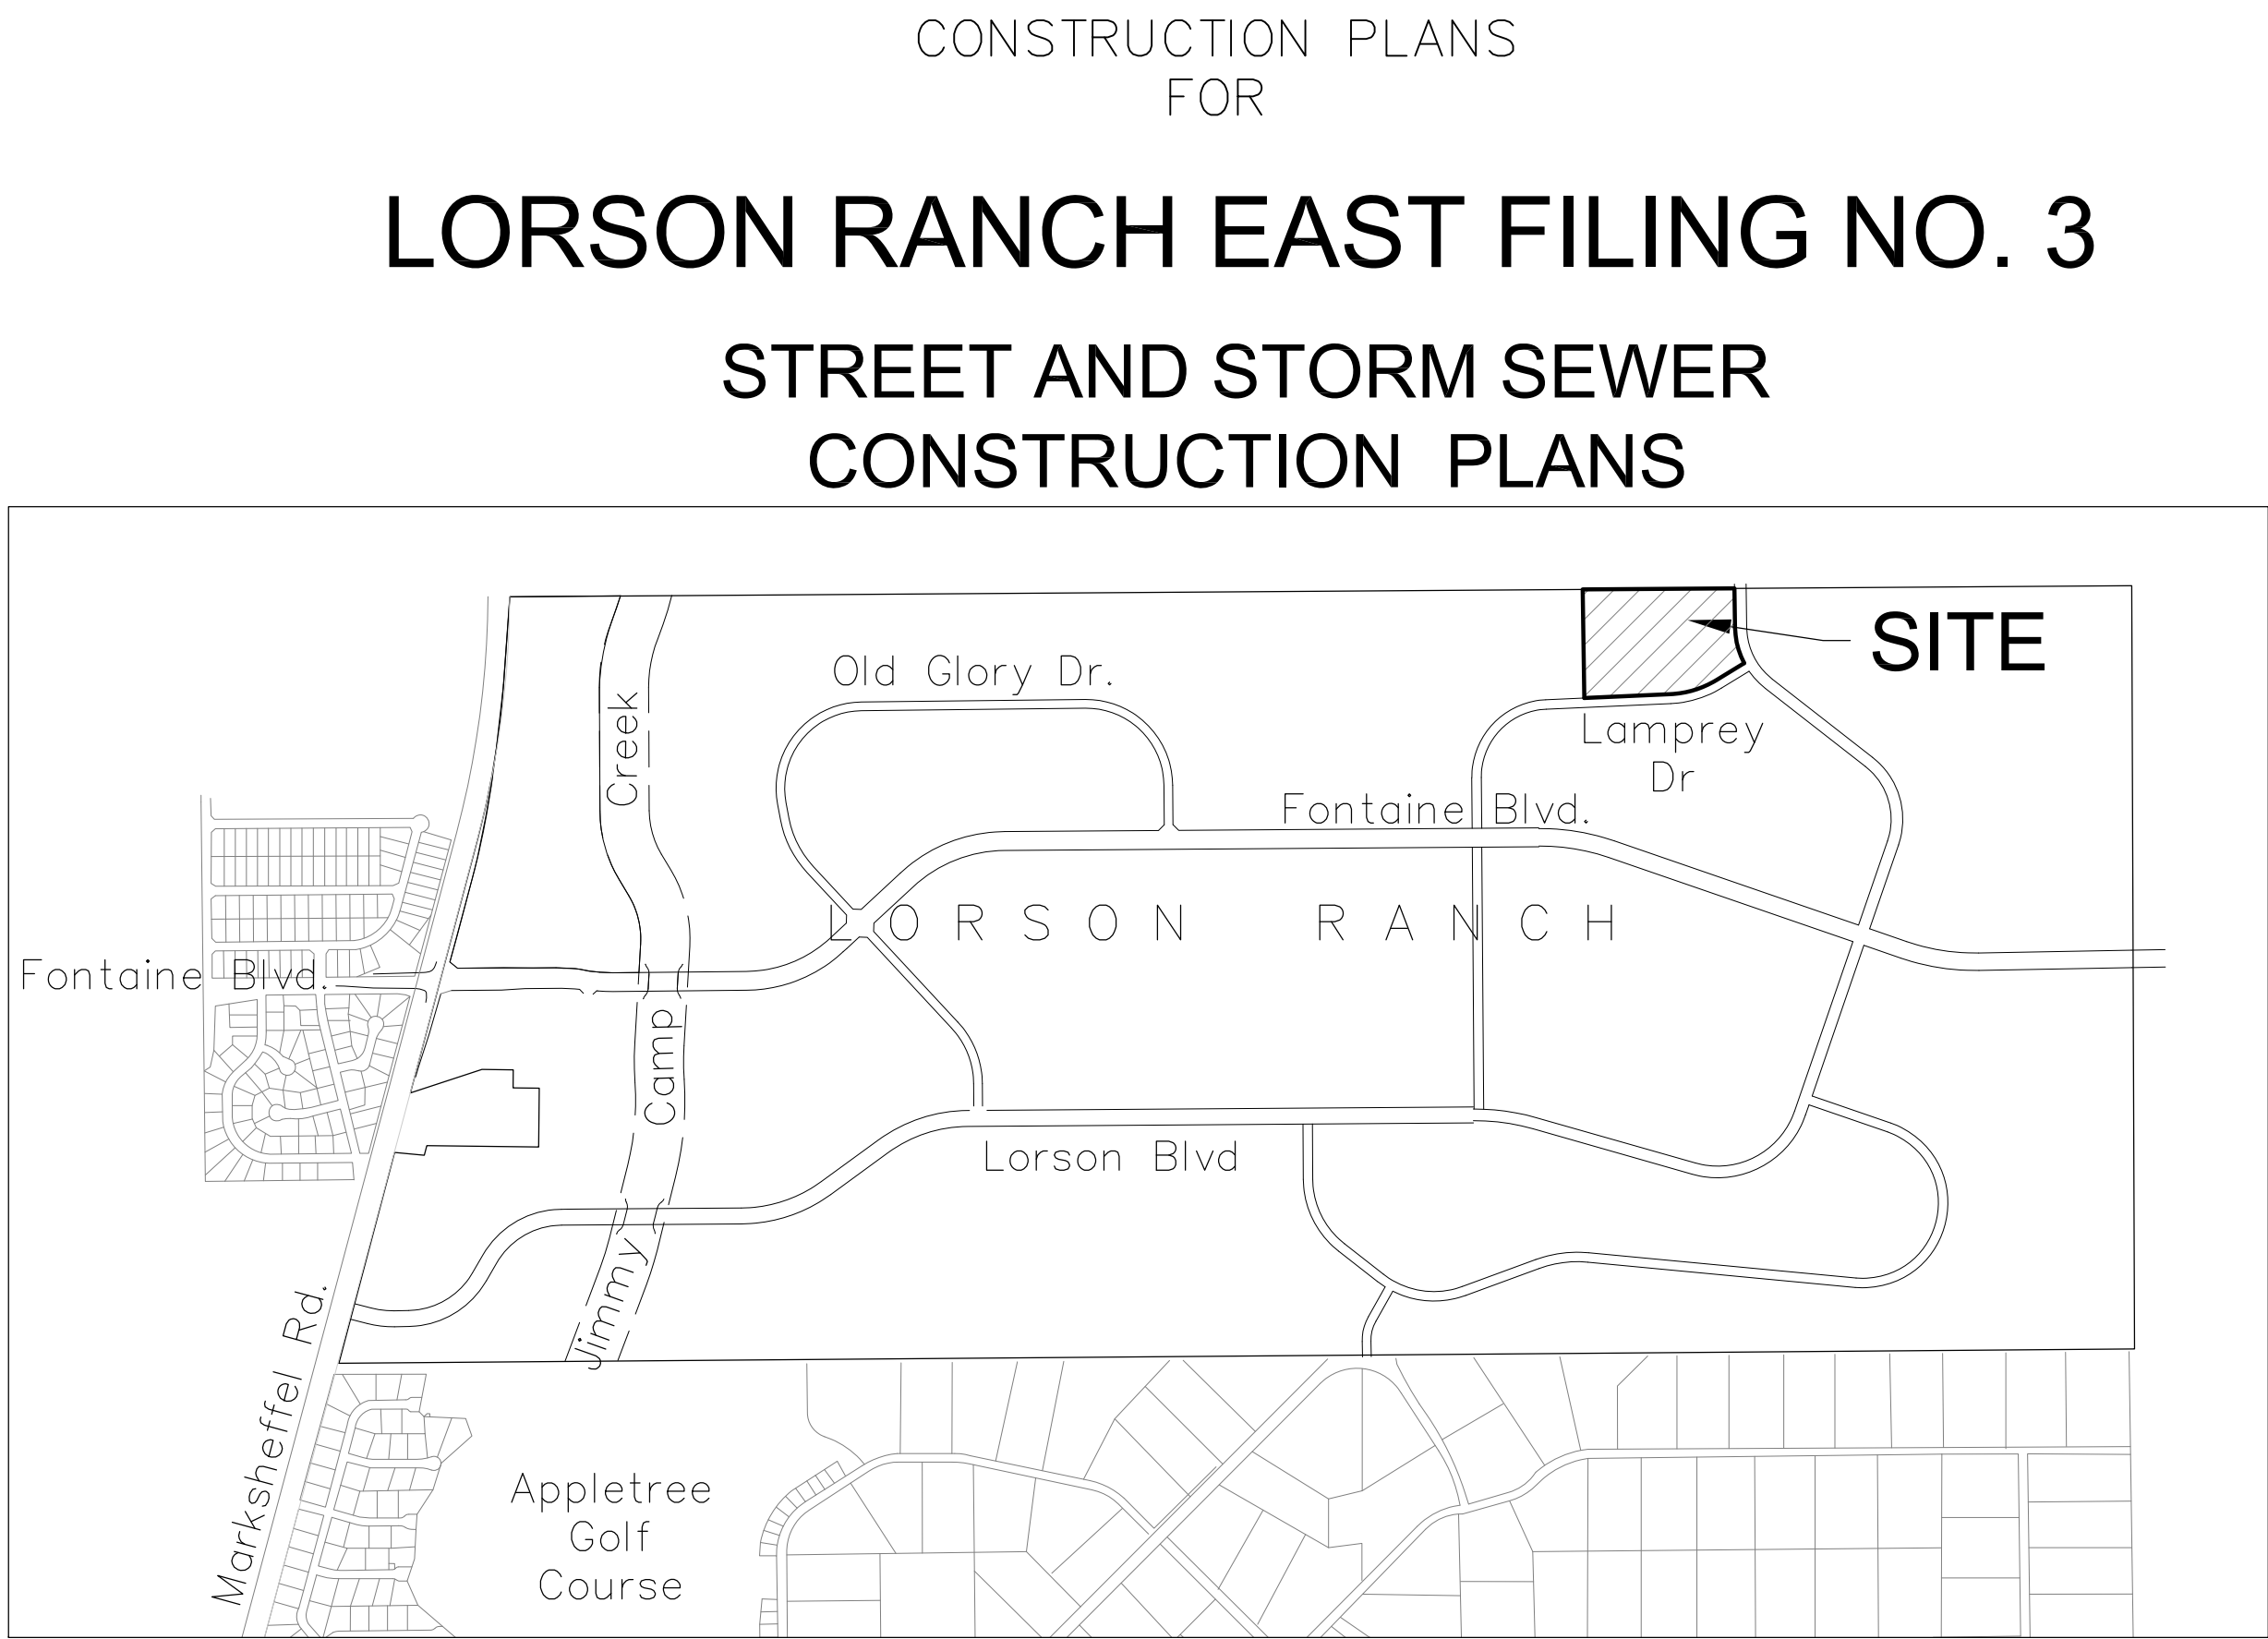 CONSTRUCTION PLANS
FOR
LORSON RANCH EAST FILING NO. 3
STREET AND STORM SEWER
CONSTRUCTION PLANS
SITE
Old Glory Dr.
Creek
Lamprey
Dr
Fontaine Blvd.
LORSON RANCH
Fontaine Blvd.
Camp
Lorson Blvd
Jimmy
Marksheffel Rd.
Appletree
Golf
Course